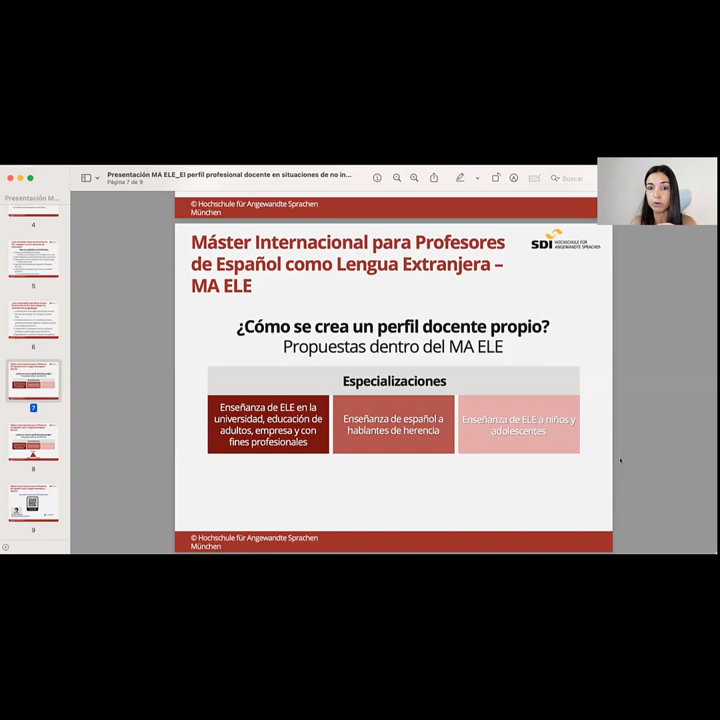 Presentación MA ELE_El perfil profesional docente en situaciones de no in...
Página 7 de 9
Buscar
Presentación M...
4
5
6
7
8
9
© Hochschule für Angewandte Sprachen
München
Máster Internacional para Profesores
de Español como Lengua Extranjera –
MA ELE
SDI HOCHSCHULE FÜR
ANGEWANDTE SPRACHEN
¿Cómo se crea un perfil docente propio?
Propuestas dentro del MA ELE
Especializaciones
Enseñanza de ELE en la
universidad, educación de
adultos, empresa y con
fines profesionales
Enseñanza de español a
hablantes de herencia
Enseñanza de ELE a niños y
adolescentes
© Hochschule für Angewandte Sprachen
München